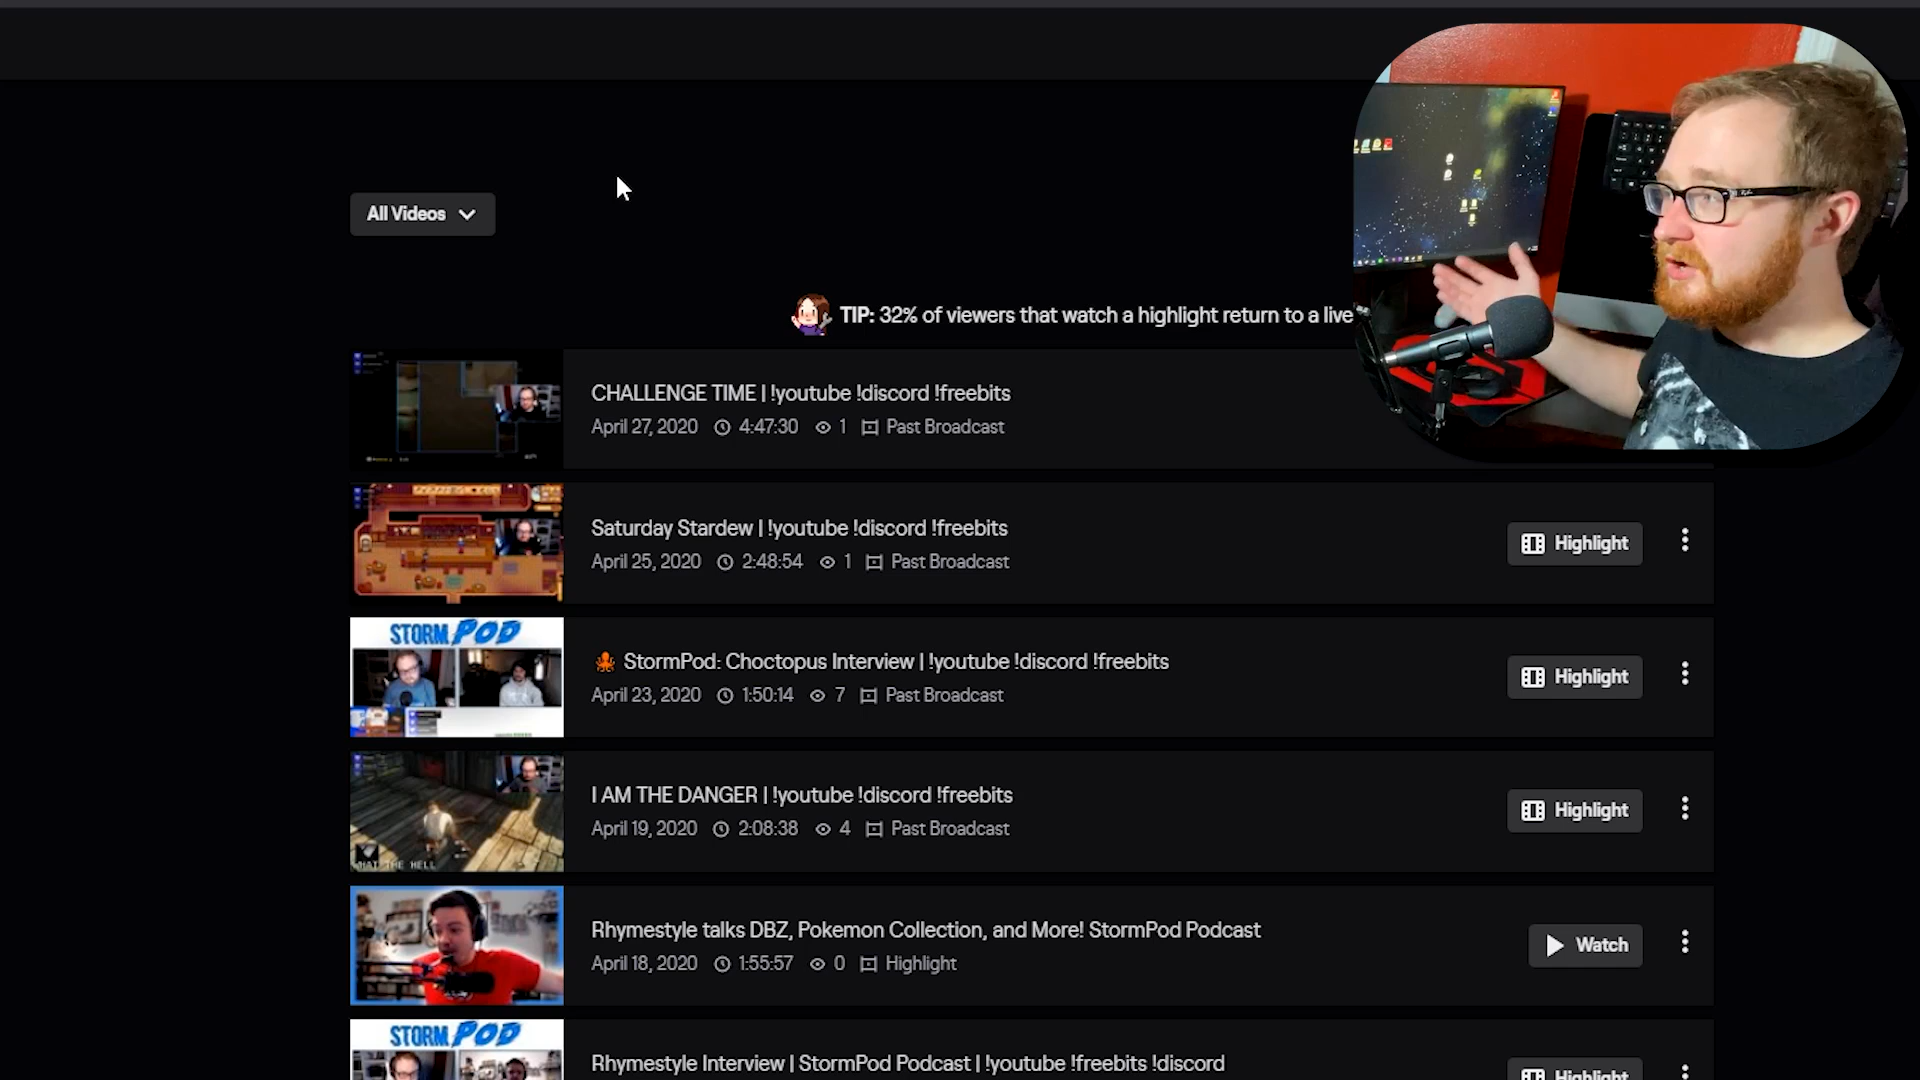 All Videos
TIP: 32% of viewers that watch a highlight return to a live
CHALLENGE TIME | !youtube !discord !freebits
April 27, 2020 4:47:30 1 Past Broadcast
Saturday Stardew | !youtube !discord !freebits
April 25, 2020 2:48:54 1 Past Broadcast
Highlight
STORM POD
🐙 StormPod: Choctopus Interview | !youtube !discord !freebits
April 23, 2020 1:50:14 7 Past Broadcast
Highlight
I AM THE DANGER | !youtube !discord !freebits
April 19, 2020 2:08:38 4 Past Broadcast
Highlight
WHAT THE HELL
Rhymestyle talks DBZ, Pokemon Collection, and More! StormPod Podcast
April 18, 2020 1:55:57 0 Highlight
Watch
STORM POD
Rhymestyle Interview | StormPod Podcast | !youtube !freebits !discord
Highlight